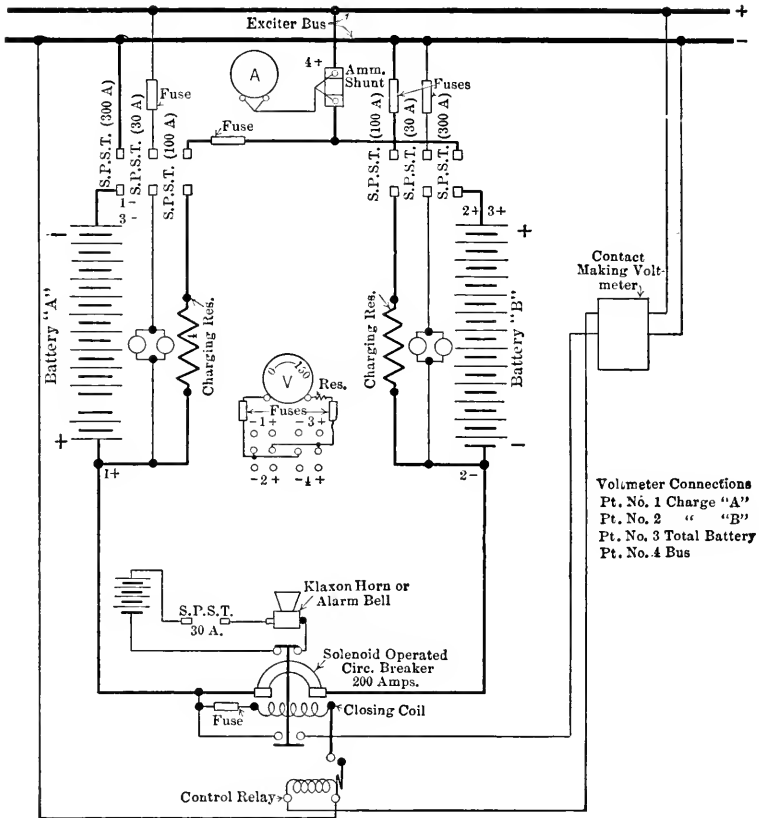 +
Exciter Bus
-
A
4+
Amm.
Shunt
Fuse
Fuses
Fuse
S.P.S.T. (300 A)
S.P.S.T. (30 A)
S.P.S.T. (100 A)
S.P.S.T. (100 A)
S.P.S.T. (30 A)
S.P.S.T. (300 A)
1-
3-
2+ 3+
-
+
Battery "A"
Charging Res.
Charging Res.
Battery "B"
Contact
Making Volt-
meter
0 150
V
Res.
Fuses
-1+ -3+
-2+ -4+
+
-
1+
2-
Voltmeter Connections
Pt. No. 1 Charge "A"
Pt. No. 2 " "B"
Pt. No. 3 Total Battery
Pt. No. 4 Bus
Klaxon Horn or
Alarm Bell
S.P.S.T.
30 A.
Solenoid Operated
Circ. Breaker
200 Amps.
Fuse
Closing Coil
Control Relay